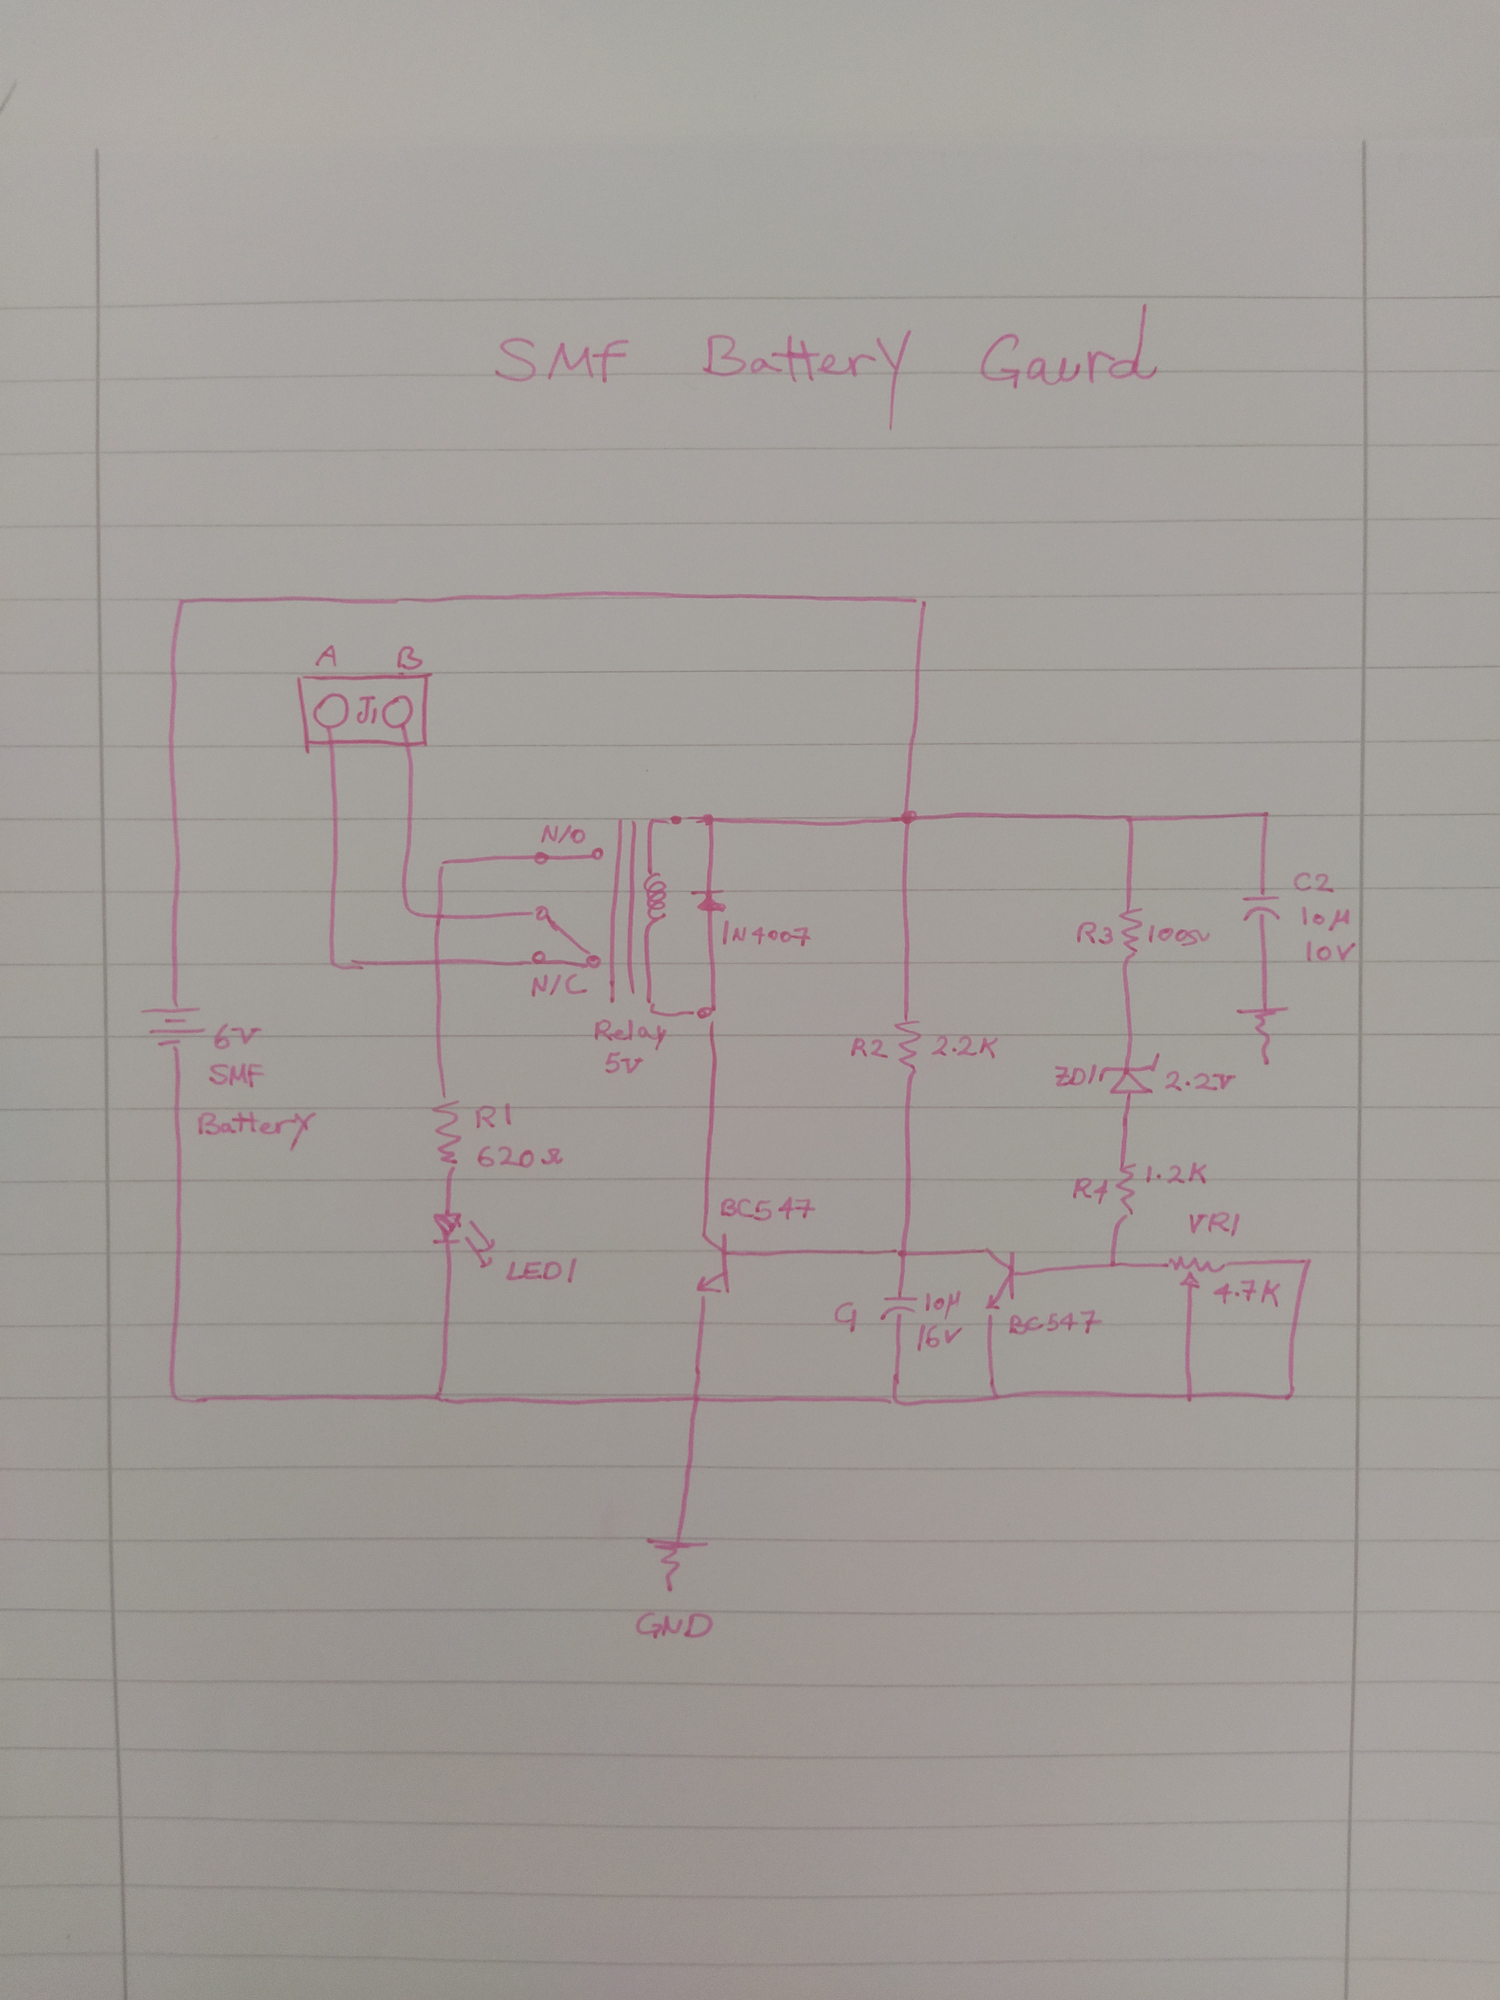 SMF Battery Gaurd
A B
J1
N/O
N/C
Relay
5V
1N4007
6V
SMF
Battery
R1
620Ω
LED1
BC547
R2 2.2K
R3 100Ω
C2
10µ
10V
ZD1 2.2V
R4 1.2K
VR1
4.7K
C1 10µ
16V
BC547
GND